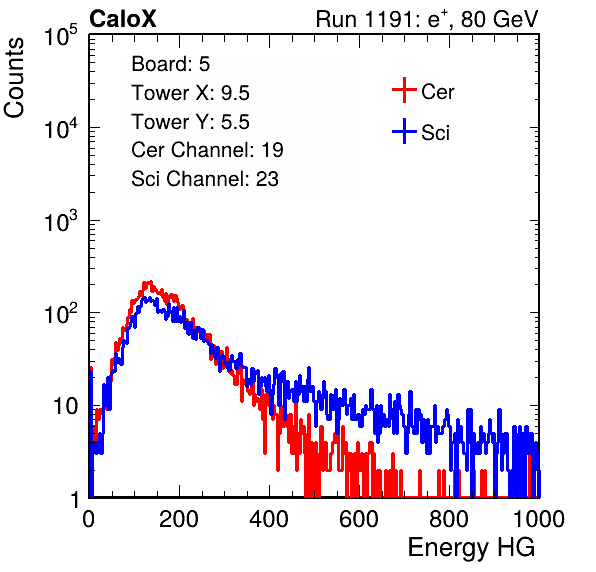 CaloX Run 1191: e⁺, 80 GeV
Counts
10⁵
10⁴
10³
10²
10
1
Board: 5
Tower X: 9.5
Tower Y: 5.5
Cer Channel: 19
Sci Channel: 23
Cer
Sci
0 200 400 600 800 1000
Energy HG